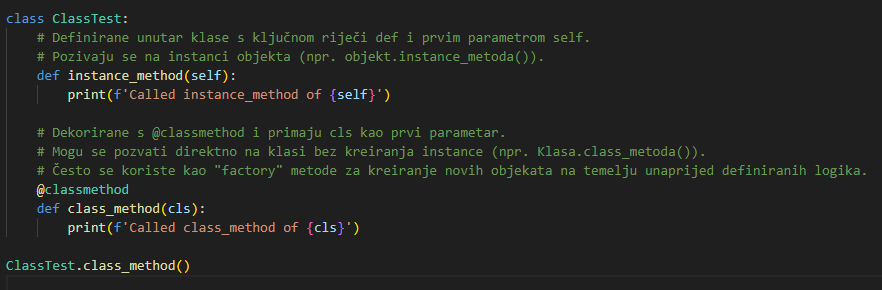 class ClassTest:
    # Definirane unutar klase s ključnom riječi def i prvim parametrom self.
    # Pozivaju se na instanci objekta (npr. objekt.instance_metoda()).
    def instance_method(self):
        print(f'Called instance_method of {self}')
    # Dekorirane s @classmethod i primaju cls kao prvi parametar.
    # Mogu se pozvati direktno na klasi bez kreiranja instance (npr. Klasa.class_metoda()).
    # Često se koriste kao "factory" metode za kreiranje novih objekata na temelju unaprijed definiranih logika.
    @classmethod
    def class_method(cls):
        print(f'Called class_method of {cls}')
ClassTest.class_method()